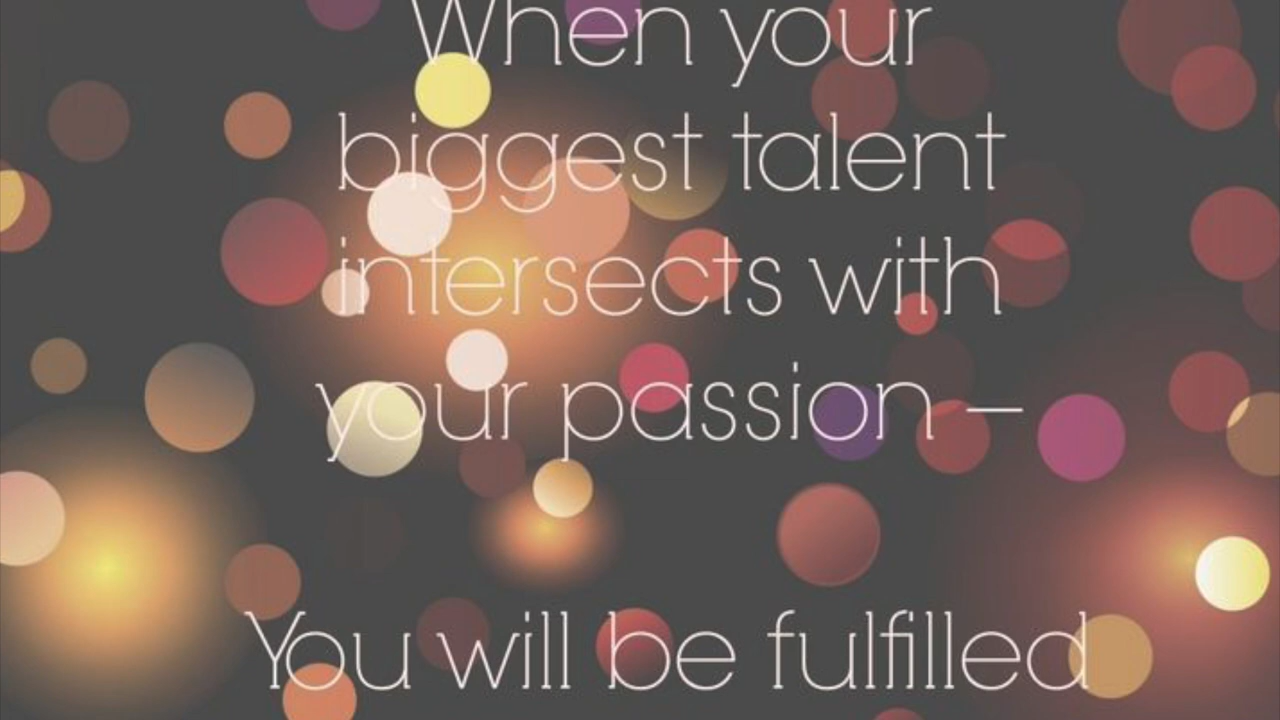 When your
biggest talent
intersects with
your passion –
You will be fulfilled